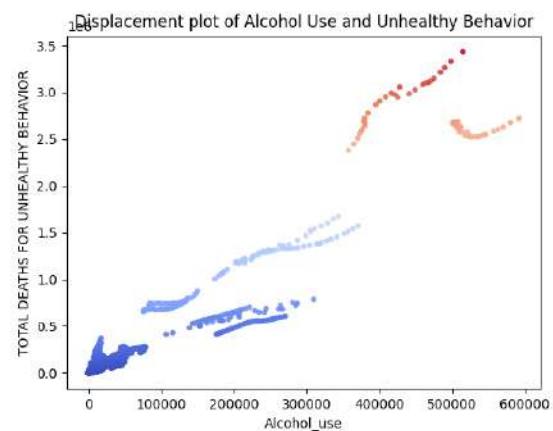 Displacement plot of Alcohol Use and Unhealthy Behavior
1e6
3.5
3.0
2.5
2.0
1.5
1.0
0.5
0.0
TOTAL DEATHS FOR UNHEALTHY BEHAVIOR
0 100000 200000 300000 400000 500000 600000
Alcohol_use